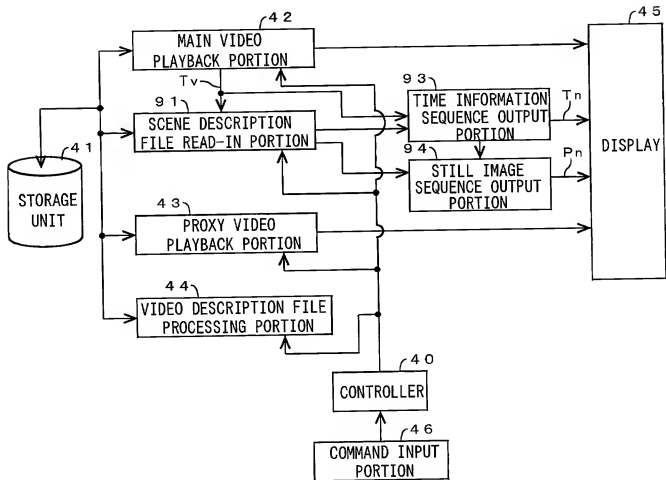 42
45
MAIN VIDEO
PLAYBACK PORTION
Tv
91
93
TIME INFORMATION
SEQUENCE OUTPUT
PORTION
Tn
SCENE DESCRIPTION
FILE READ-IN PORTION
41
94
STILL IMAGE
SEQUENCE OUTPUT
PORTION
Pn
DISPLAY
STORAGE
UNIT
43
PROXY VIDEO
PLAYBACK PORTION
44
VIDEO DESCRIPTION FILE
PROCESSING PORTION
40
CONTROLLER
46
COMMAND INPUT
PORTION